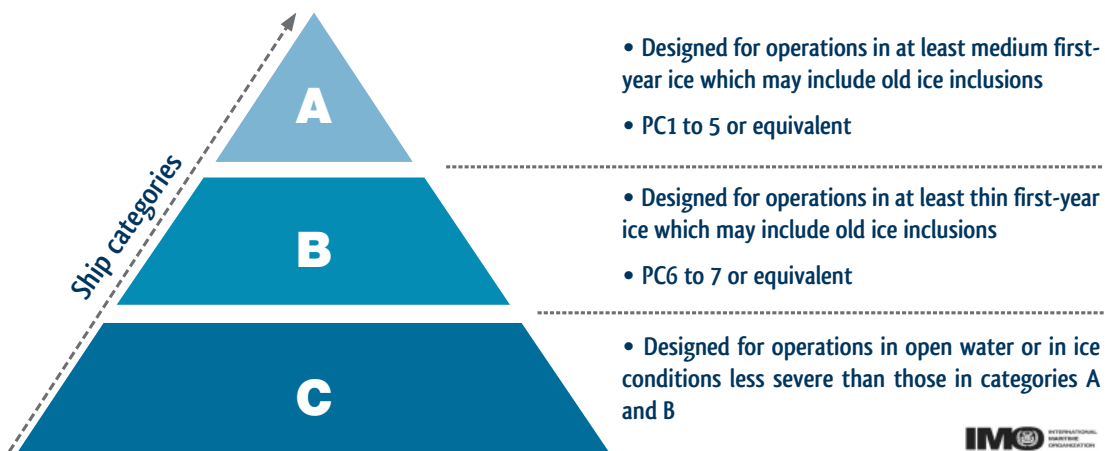 • Designed for operations in at least medium first-
year ice which may include old ice inclusions
• PC1 to 5 or equivalent
A
Ship categories
• Designed for operations in at least thin first-year
ice which may include old ice inclusions
• PC6 to 7 or equivalent
B
• Designed for operations in open water or in ice
conditions less severe than those in categories A
and B
C
IMO
INTERNATIONAL
MARITIME
ORGANIZATION